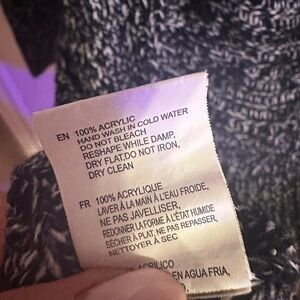 EN 100% ACRYLIC
HAND WASH IN COLD WATER
DO NOT BLEACH
RESHAPE WHILE DAMP,
DRY FLAT,DO NOT IRON,
DRY CLEAN
FR 100% ACRYLIQUE
LAVER À LA MAIN À L'EAU FROIDE,
NE PAS JAVELLISER,
REDONNER LA FORME À L'ÉTAT HUMIDE
SÉCHER À PLAT, NE PAS REPASSER,
NETTOYER À SEC
ACRILICO
EN AGUA FRIA,